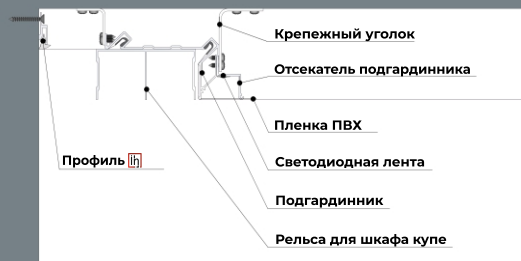 Крепежный уголок
Отсекатель подгардинника
Пленка ПВХ
Профиль
Светодиодная лента
Подгардинник
Рельса для шкафа купе